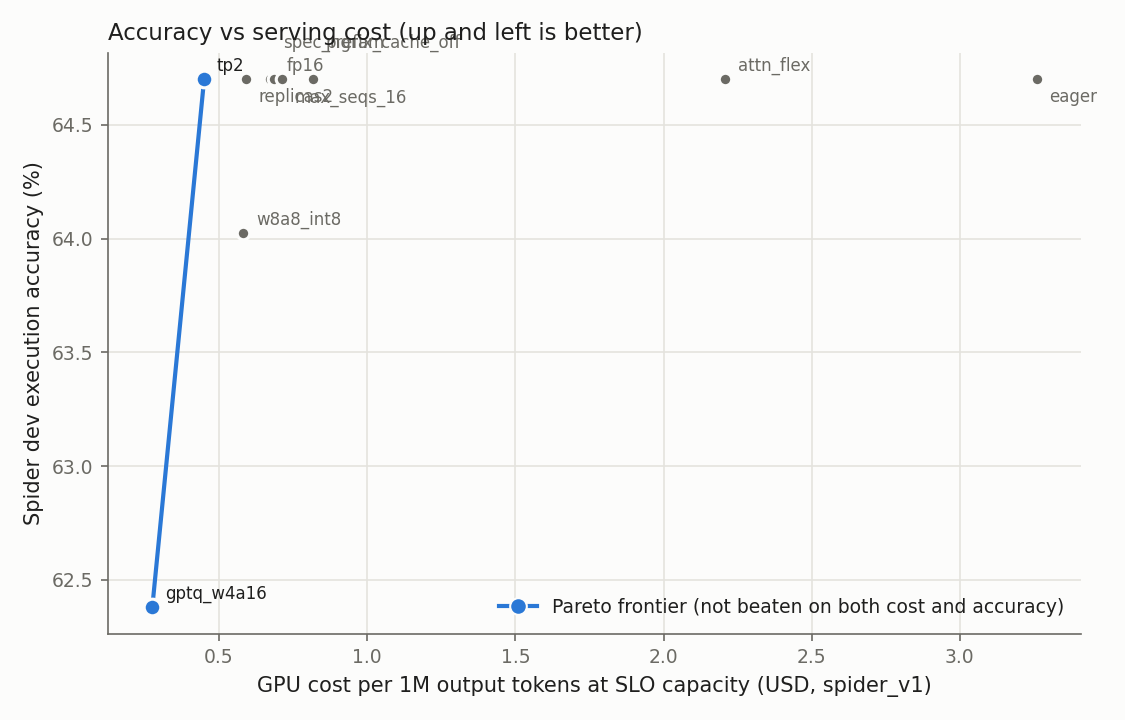 Accuracy vs serving cost (up and left is better)
spec_ngram
prefix_cache_off
tp2
fp16
attn_flex
replicas2
max_seqs_16
eager
64.5
w8a8_int8
64.0
63.5
63.0
62.5
gptq_w4a16
Pareto frontier (not beaten on both cost and accuracy)
0.5
1.0
1.5
2.0
2.5
3.0
GPU cost per 1M output tokens at SLO capacity (USD, spider_v1)
Spider dev execution accuracy (%)